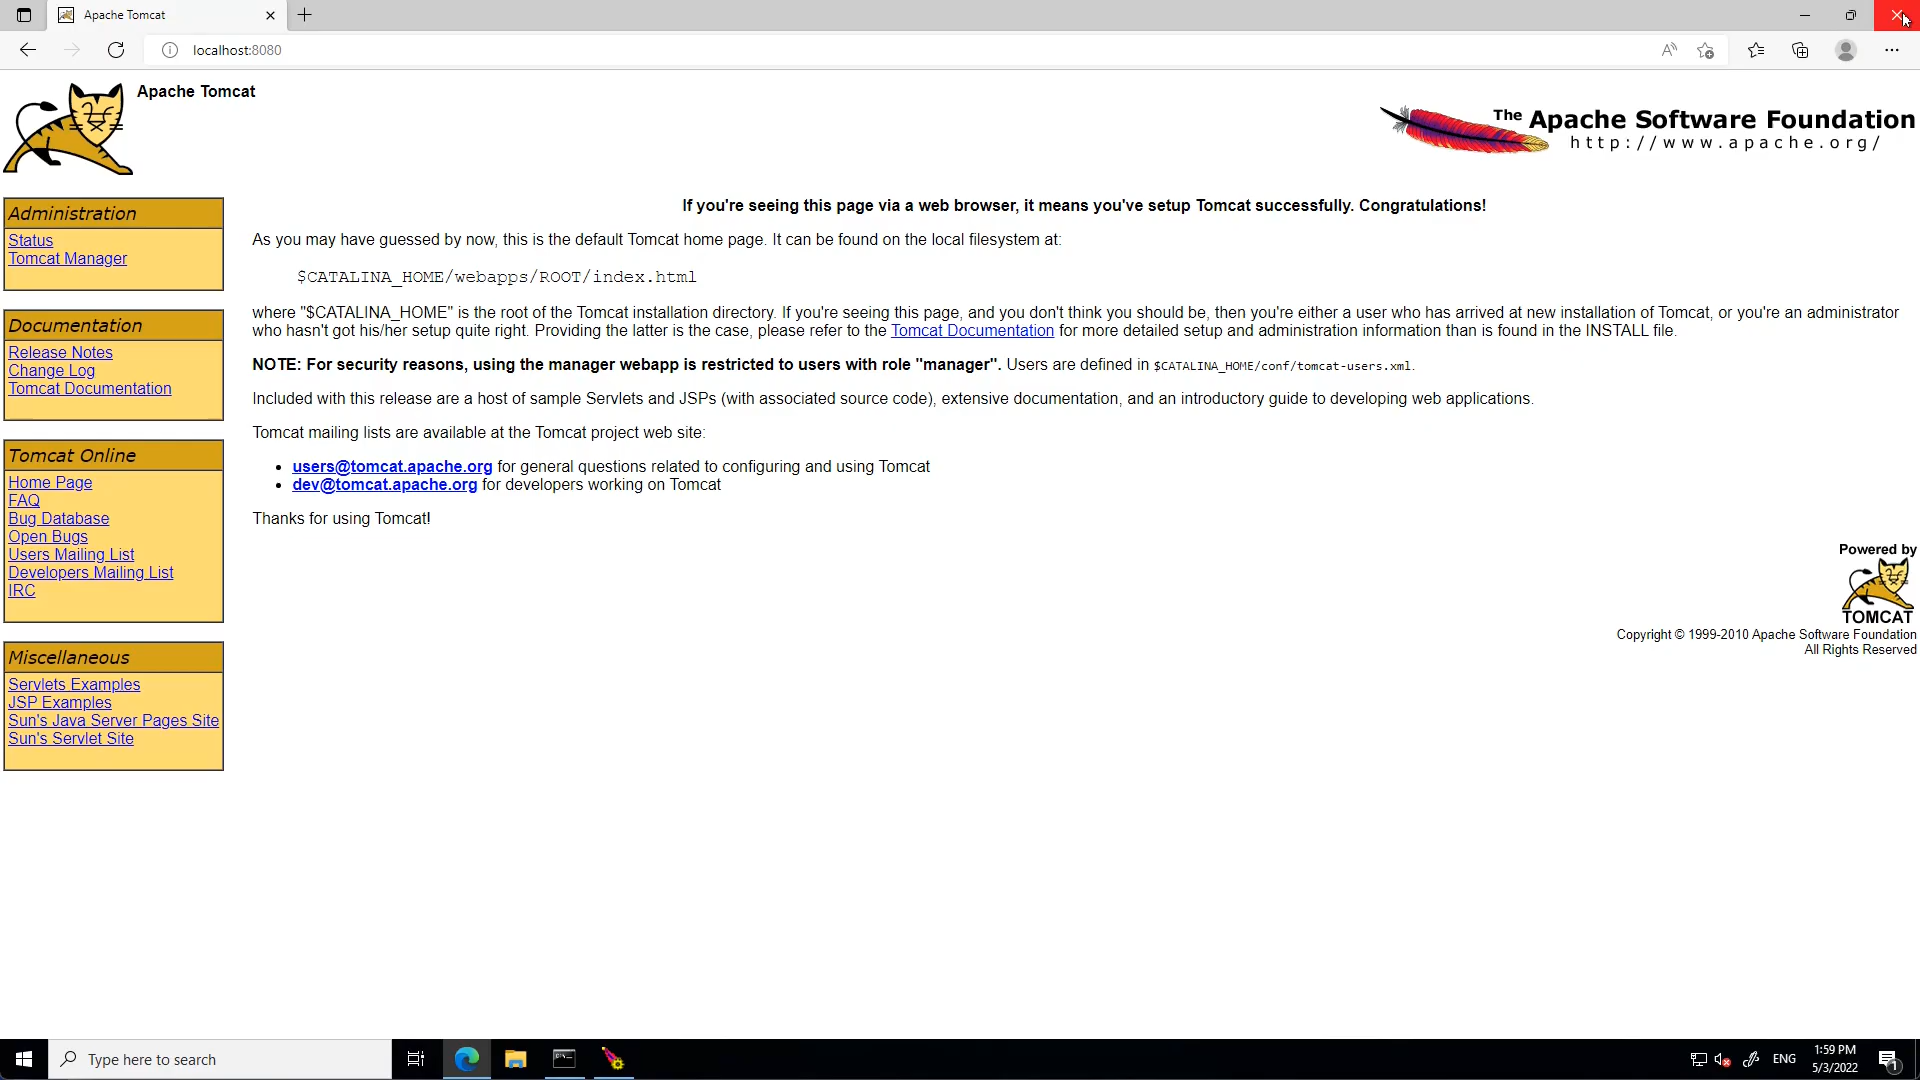 Apache Tomcat
localhost:8080
Apache Tomcat
The Apache Software Foundation
http://www.apache.org/
Administration
Status
Tomcat Manager
Documentation
Release Notes
Change Log
Tomcat Documentation
Tomcat Online
Home Page
FAQ
Bug Database
Open Bugs
Users Mailing List
Developers Mailing List
IRC
Miscellaneous
Servlets Examples
JSP Examples
Sun's Java Server Pages Site
Sun's Servlet Site
If you're seeing this page via a web browser, it means you've setup Tomcat successfully. Congratulations!
As you may have guessed by now, this is the default Tomcat home page. It can be found on the local filesystem at:
$CATALINA_HOME/webapps/ROOT/index.html
where "$CATALINA_HOME" is the root of the Tomcat installation directory. If you're seeing this page, and you don't think you should be, then you're either a user who has arrived at new installation of Tomcat, or you're an administrator
who hasn't got his/her setup quite right. Providing the latter is the case, please refer to the Tomcat Documentation for more detailed setup and administration information than is found in the INSTALL file.
NOTE: For security reasons, using the manager webapp is restricted to users with role "manager". Users are defined in $CATALINA_HOME/conf/tomcat-users.xml.
Included with this release are a host of sample Servlets and JSPs (with associated source code), extensive documentation, and an introductory guide to developing web applications.
Tomcat mailing lists are available at the Tomcat project web site:
• users@tomcat.apache.org for general questions related to configuring and using Tomcat
• dev@tomcat.apache.org for developers working on Tomcat
Thanks for using Tomcat!
Powered by
TOMCAT
Copyright © 1999-2010 Apache Software Foundation
All Rights Reserved
Type here to search
ENG
1:59 PM
5/3/2022
1